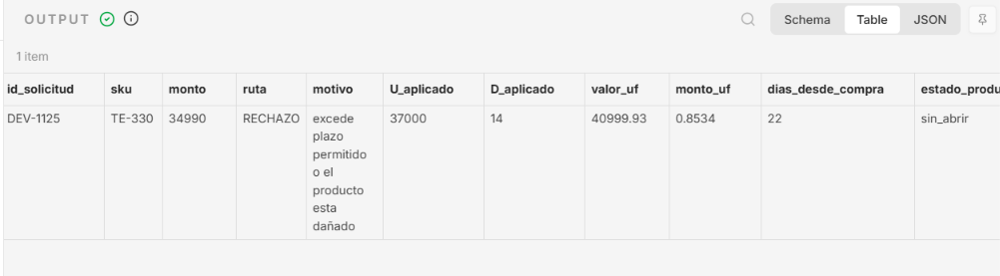 OUTPUT
Schema Table JSON
1 item
id_solicitud sku monto ruta motivo U_aplicado D_aplicado valor_uf monto_uf dias_desde_compra estado_produ
DEV-1125 TE-330 34990 RECHAZO excede 37000 14 40999.93 0.8534 22 sin_abrir
plazo
permitido
o el
producto
esta
dañado